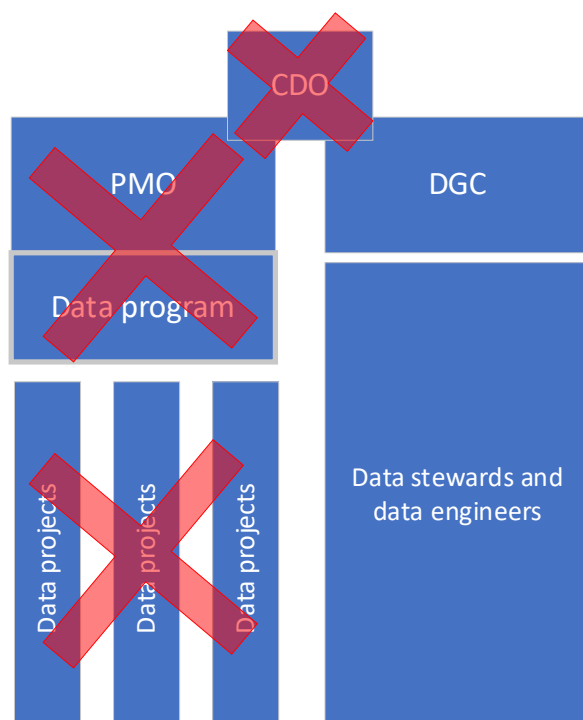 CDO
PMO
DGC
Data program
Data projects
Data projects
Data projects
Data stewards and
data engineers